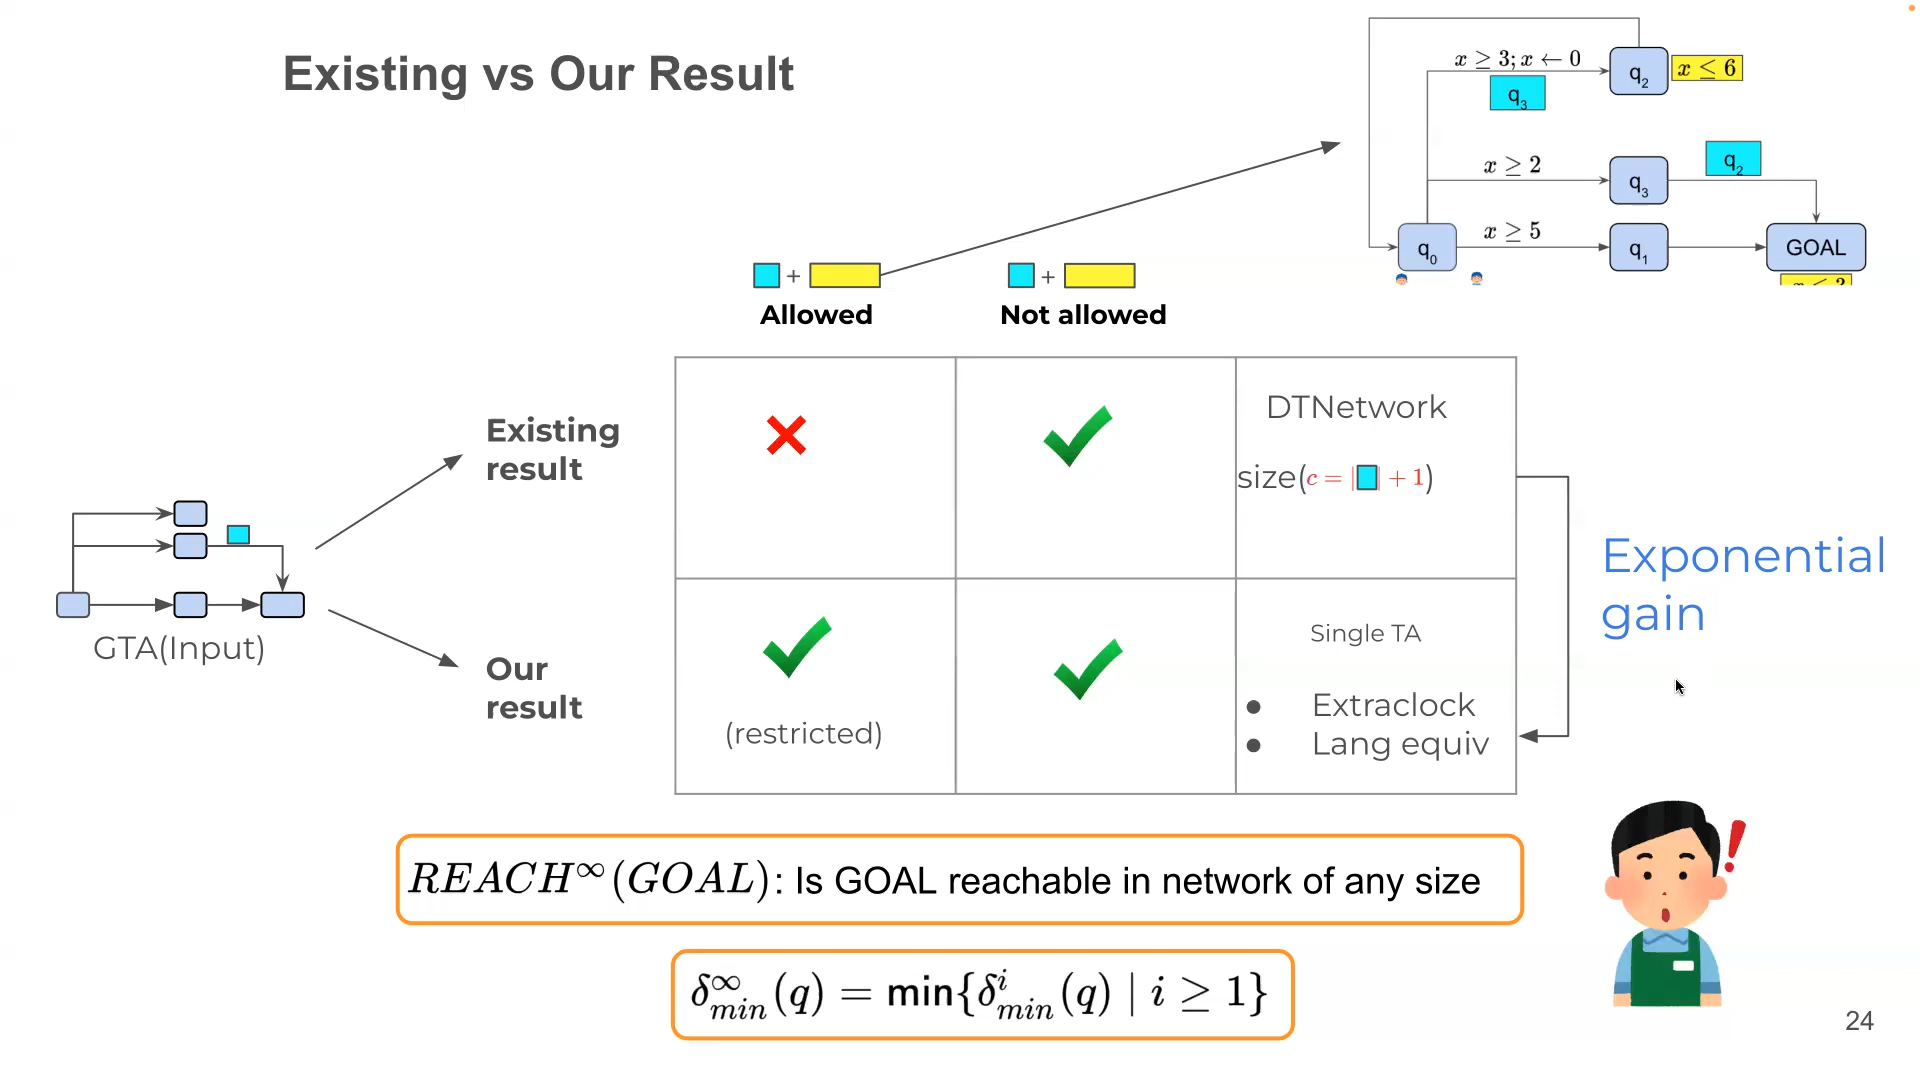 Existing vs Our Result
x ≥ 3; x ← 0
q₃
q₂
x ≤ 6
x ≥ 2
q₃
q₂
x ≥ 5
q₀
q₁
GOAL
+
Allowed
+
Not allowed
Existing
result
DTNetwork
size(c = | | + 1)
Exponential
gain
GTA(Input)
Our
result
(restricted)
Single TA
● Extraclock
● Lang equiv
REACH^∞(GOAL): Is GOAL reachable in network of any size
δ^∞_min(q) = min{δ^i_min(q) | i ≥ 1}
24